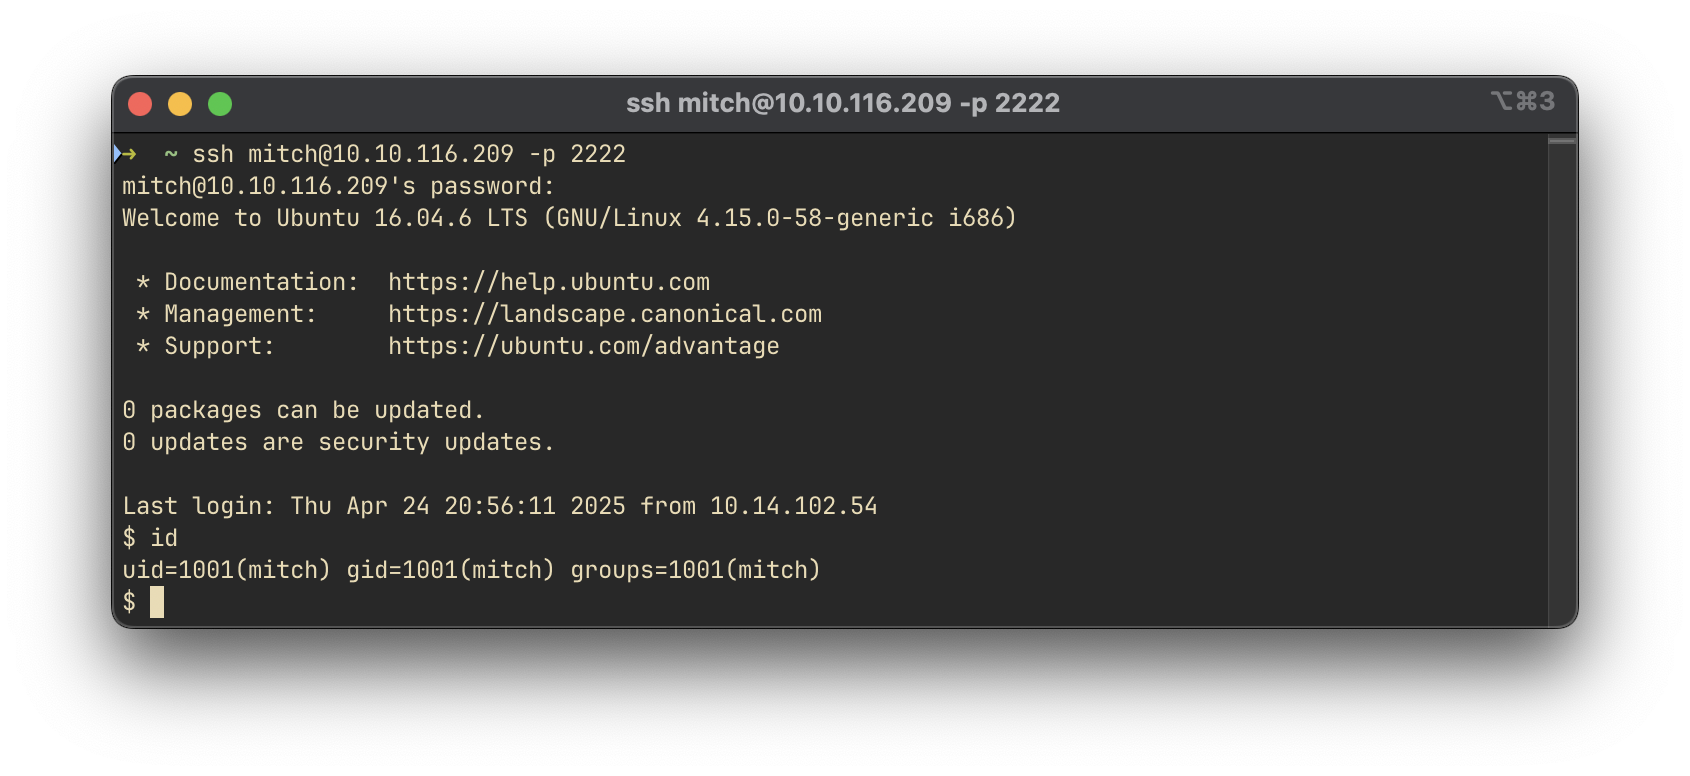 ssh mitch@10.10.116.209 -p 2222 ⌥⌘3
→ ~ ssh mitch@10.10.116.209 -p 2222
mitch@10.10.116.209's password:
Welcome to Ubuntu 16.04.6 LTS (GNU/Linux 4.15.0-58-generic i686)
* Documentation: https://help.ubuntu.com
* Management: https://landscape.canonical.com
* Support: https://ubuntu.com/advantage
0 packages can be updated.
0 updates are security updates.
Last login: Thu Apr 24 20:56:11 2025 from 10.14.102.54
$ id
uid=1001(mitch) gid=1001(mitch) groups=1001(mitch)
$